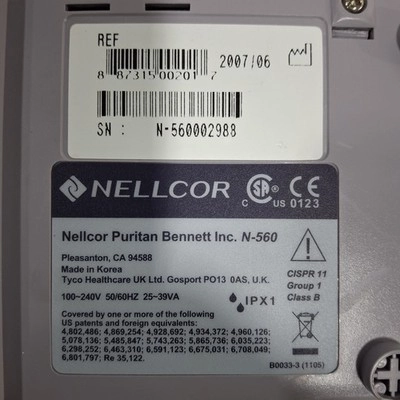 REF
2007/06
8 87315 00201 7
SN : N-560002988
NELLCOR
CSA
C US
CE
0123
Nellcor Puritan Bennett Inc. N-560
Pleasanton, CA 94588
Made in Korea
Tyco Healthcare UK Ltd. Gosport PO13 0AS, U.K.
100~240V 50/60HZ 25~39VA
IPX1
CISPR 11
Group 1
Class B
Covered by one or more of the following
US patents and foreign equivalents:
4,802,486; 4,869,254; 4,928,692; 4,934,372; 4,960,126;
5,078,136; 5,485,847; 5,743,263; 5,865,736; 6,035,223;
6,298,252; 6,463,310; 6,591,123; 6,675,031; 6,708,049;
6,801,797; Re 35,122.
B0033-3 (1105)